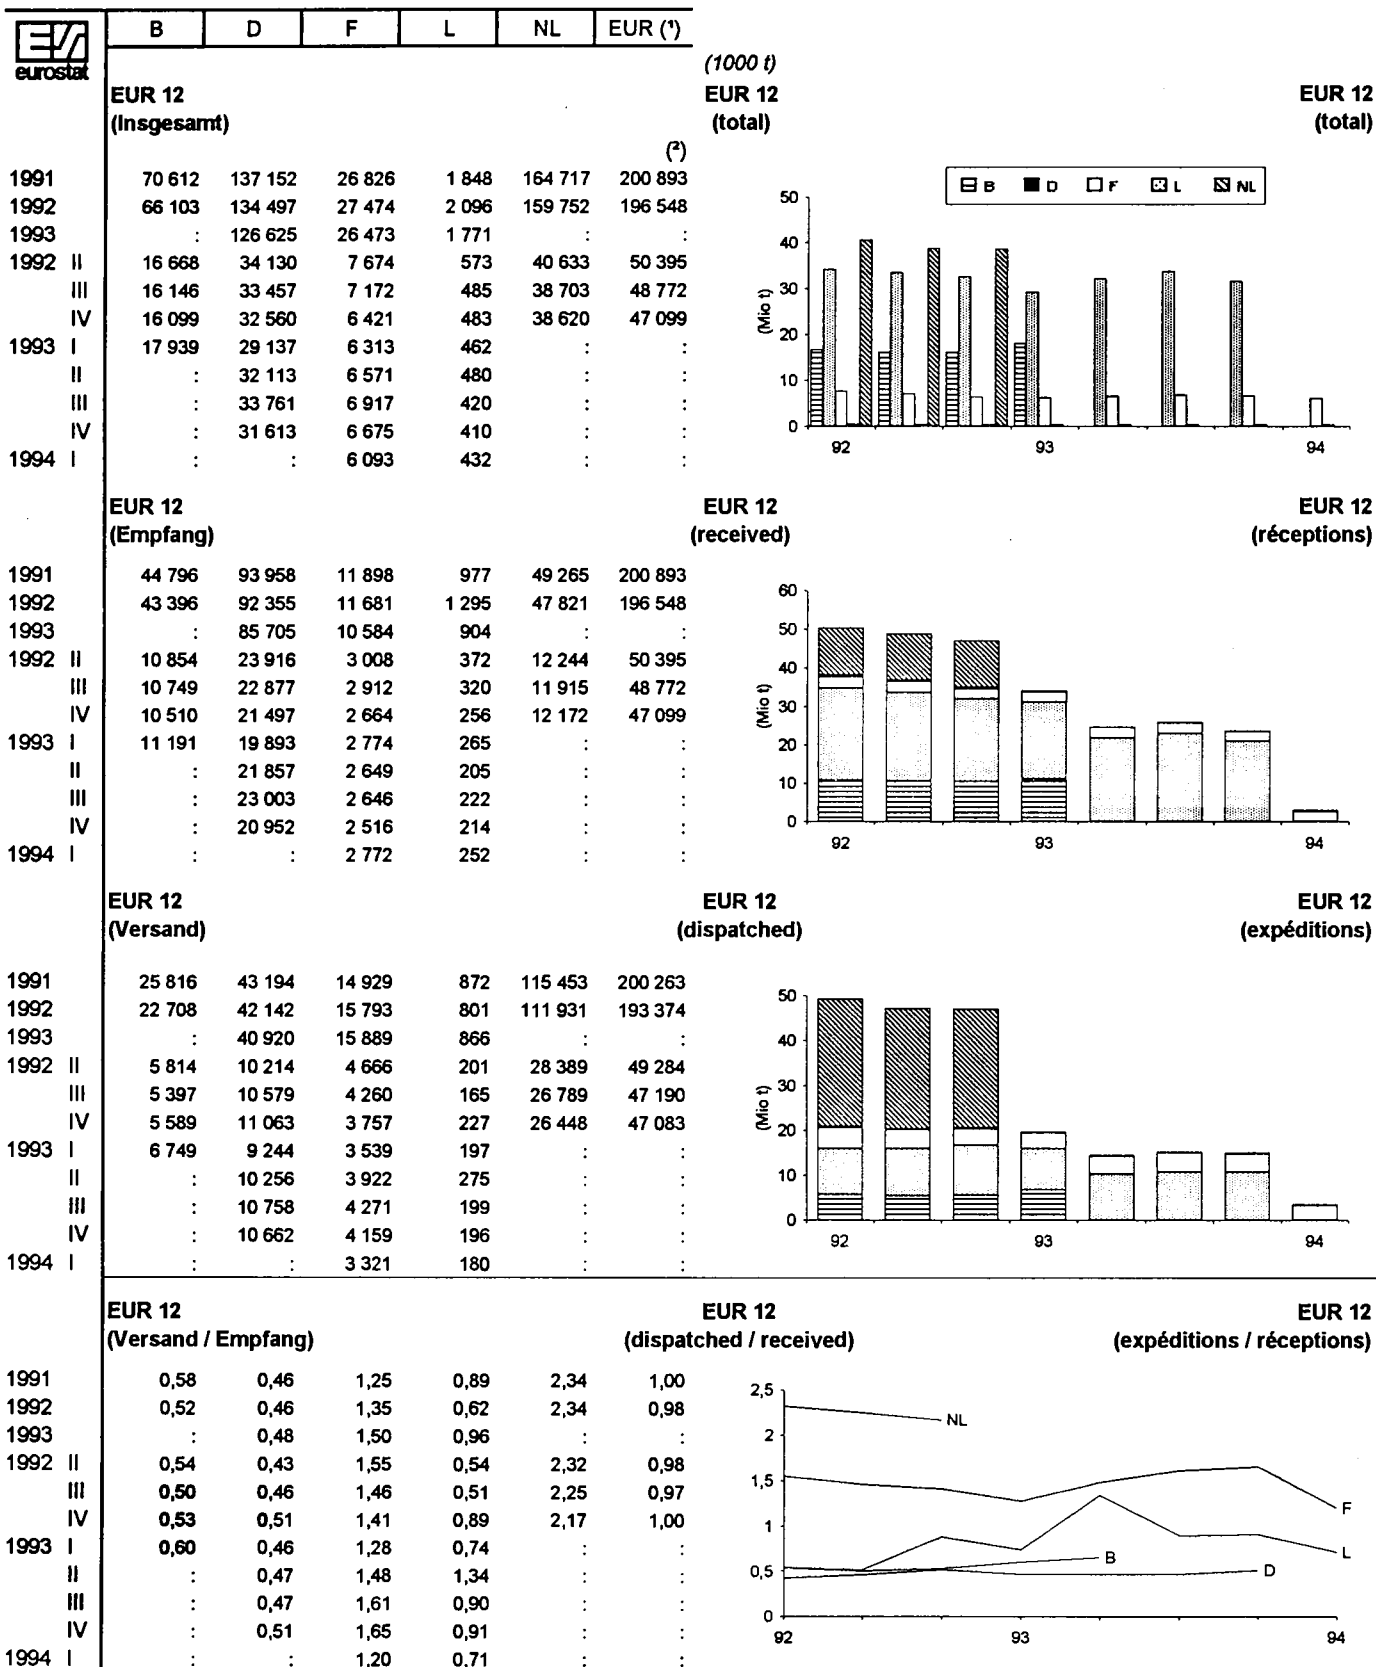 B D F L NL EUR (¹)
eurostat
(1000 t)
EUR 12 EUR 12 EUR 12
(Insgesamt) (total) (total)
(²)
1991 70 612 137 152 26 826 1 848 164 717 200 893
1992 66 103 134 497 27 474 2 096 159 752 196 548
1993 : 126 625 26 473 1 771 : :
1992 II 16 668 34 130 7 674 573 40 633 50 395
III 16 146 33 457 7 172 485 38 703 48 772
IV 16 099 32 560 6 421 483 38 620 47 099
1993 I 17 939 29 137 6 313 462 : :
II : 32 113 6 571 480 : :
III : 33 761 6 917 420 : :
IV : 31 613 6 675 410 : :
1994 I : : 6 093 432 : :
B D F L NL
50
40
30
20
10
0
(Mio t)
92 93 94
EUR 12 EUR 12 EUR 12
(Empfang) (received) (réceptions)
1991 44 796 93 958 11 898 977 49 265 200 893
1992 43 396 92 355 11 681 1 295 47 821 196 548
1993 : 85 705 10 584 904 : :
1992 II 10 854 23 916 3 008 372 12 244 50 395
III 10 749 22 877 2 912 320 11 915 48 772
IV 10 510 21 497 2 664 256 12 172 47 099
1993 I 11 191 19 893 2 774 265 : :
II : 21 857 2 649 205 : :
III : 23 003 2 646 222 : :
IV : 20 952 2 516 214 : :
1994 I : : 2 772 252 : :
60
50
40
30
20
10
0
(Mio t)
92 93 94
EUR 12 EUR 12 EUR 12
(Versand) (dispatched) (expéditions)
1991 25 816 43 194 14 929 872 115 453 200 263
1992 22 708 42 142 15 793 801 111 931 193 374
1993 : 40 920 15 889 866 : :
1992 II 5 814 10 214 4 666 201 28 389 49 284
III 5 397 10 579 4 260 165 26 789 47 190
IV 5 589 11 063 3 757 227 26 448 47 083
1993 I 6 749 9 244 3 539 197 : :
II : 10 256 3 922 275 : :
III : 10 758 4 271 199 : :
IV : 10 662 4 159 196 : :
1994 I : : 3 321 180 : :
50
40
30
20
10
0
(Mio t)
92 93 94
EUR 12 EUR 12 EUR 12
(Versand / Empfang) (dispatched / received) (expéditions / réceptions)
1991 0,58 0,46 1,25 0,89 2,34 1,00
1992 0,52 0,46 1,35 0,62 2,34 0,98
1993 : 0,48 1,50 0,96 : :
1992 II 0,54 0,43 1,55 0,54 2,32 0,98
III 0,50 0,46 1,46 0,51 2,25 0,97
IV 0,53 0,51 1,41 0,89 2,17 1,00
1993 I 0,60 0,46 1,28 0,74 : :
II : 0,47 1,48 1,34 : :
III : 0,47 1,61 0,90 : :
IV : 0,51 1,65 0,91 : :
1994 I : : 1,20 0,71 : :
2,5
2
1,5
1
0,5
0
NL
F
L
B
D
92 93 94